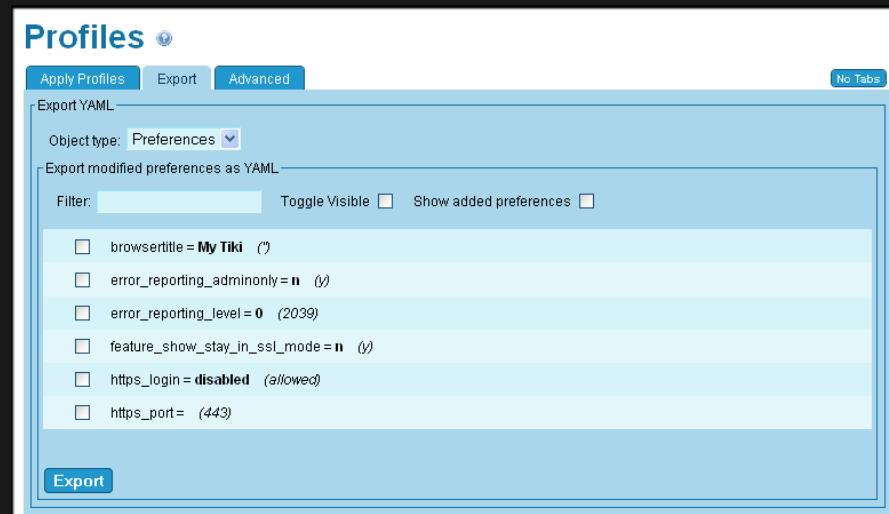 Profiles
Apply Profiles Export Advanced No Tabs
Export YAML
Object type: Preferences
Export modified preferences as YAML
Filter: Toggle Visible Show added preferences
browsertitle = My Tiki ('')
error_reporting_adminonly = n (y)
error_reporting_level = 0 (2039)
feature_show_stay_in_ssl_mode = n (y)
https_login = disabled (allowed)
https_port = (443)
Export